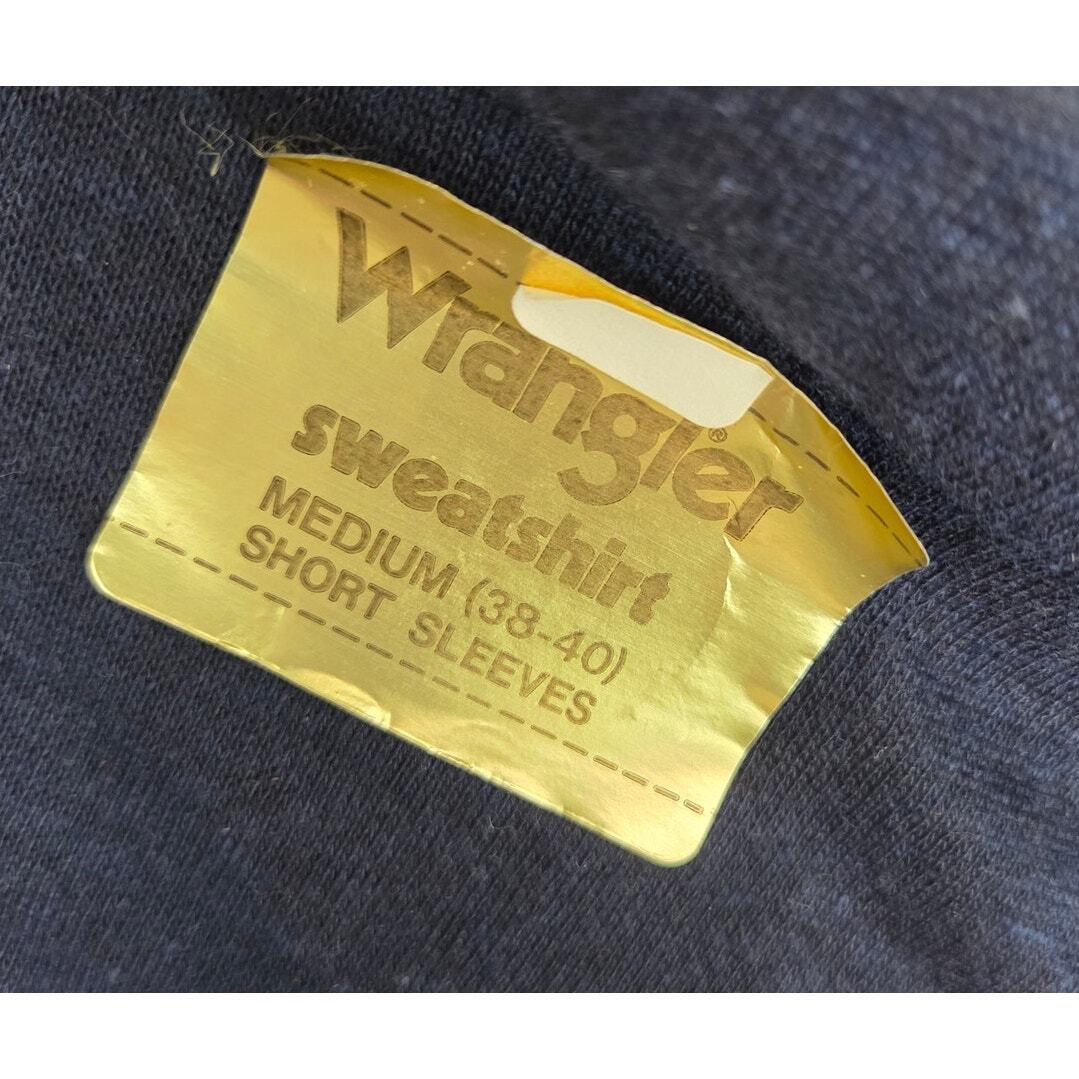 Wrangler®
sweatshirt
MEDIUM (38-40)
SHORT SLEEVES